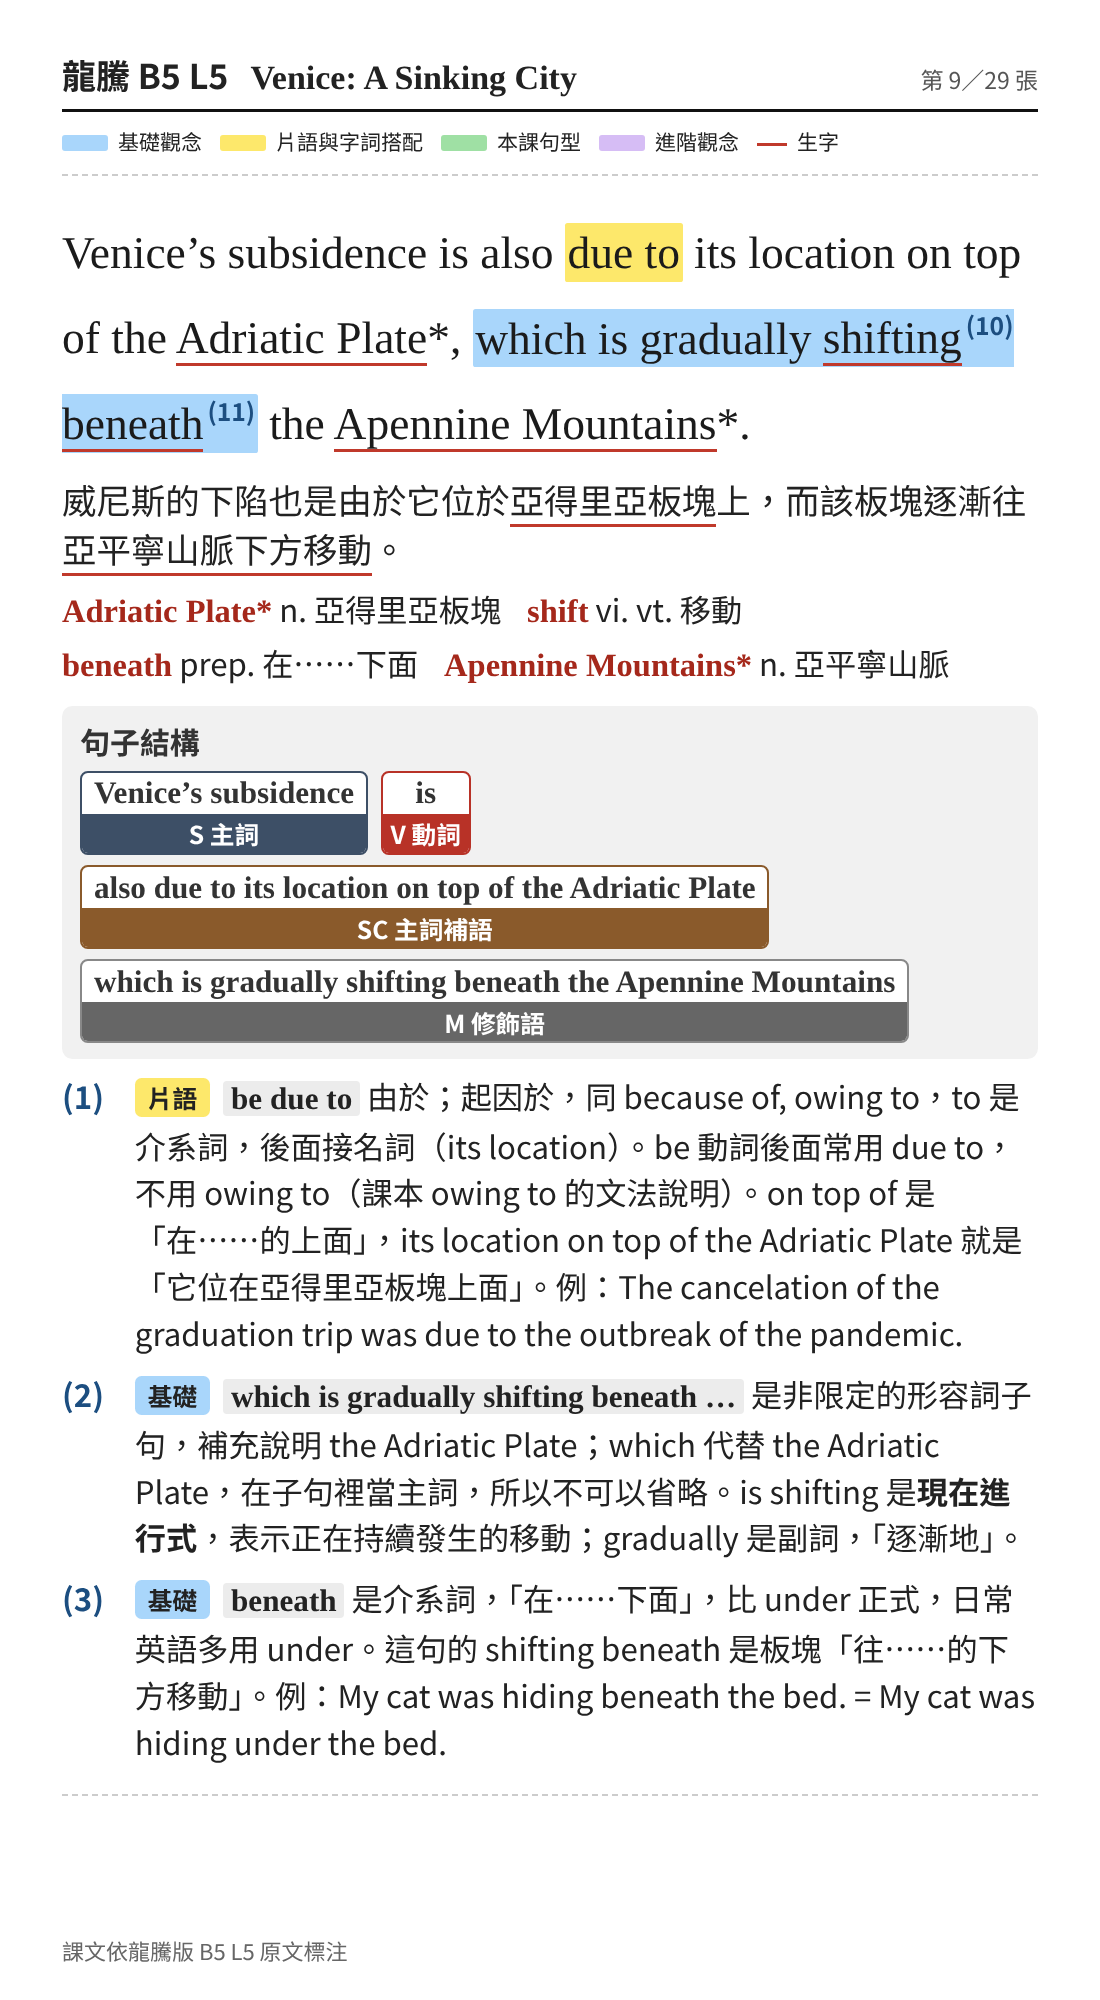 龍騰 B5 L5 Venice: A Sinking City 第 9／29 張
基礎觀念 片語與字詞搭配 本課句型 進階觀念 生字
Venice’s subsidence is also due to its location on top
of the Adriatic Plate*, which is gradually shifting(10)
beneath(11) the Apennine Mountains*.
威尼斯的下陷也是由於它位於亞得里亞板塊上，而該板塊逐漸往
亞平寧山脈下方移動。
Adriatic Plate* n. 亞得里亞板塊 shift vi. vt. 移動
beneath prep. 在……下面 Apennine Mountains* n. 亞平寧山脈
句子結構
Venice’s subsidence is
S 主詞 V 動詞
also due to its location on top of the Adriatic Plate
SC 主詞補語
which is gradually shifting beneath the Apennine Mountains
M 修飾語
(1) 片語 be due to 由於；起因於，同 because of, owing to，to 是
介系詞，後面接名詞（its location）。be 動詞後面常用 due to，
不用 owing to（課本 owing to 的文法說明）。on top of 是
「在……的上面」，its location on top of the Adriatic Plate 就是
「它位在亞得里亞板塊上面」。例：The cancelation of the
graduation trip was due to the outbreak of the pandemic.
(2) 基礎 which is gradually shifting beneath … 是非限定的形容詞子
句，補充說明 the Adriatic Plate；which 代替 the Adriatic
Plate，在子句裡當主詞，所以不可以省略。is shifting 是現在進
行式，表示正在持續發生的移動；gradually 是副詞，「逐漸地」。
(3) 基礎 beneath 是介系詞，「在……下面」，比 under 正式，日常
英語多用 under。這句的 shifting beneath 是板塊「往……的下
方移動」。例：My cat was hiding beneath the bed. = My cat was
hiding under the bed.
課文依龍騰版 B5 L5 原文標注